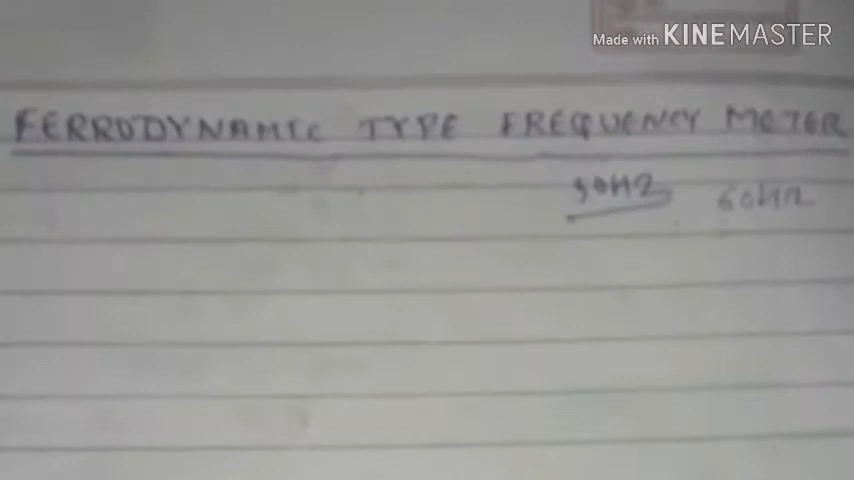 Made with KINEMASTER
FERRODYNAMIC TYPE FREQUENCY METER
50HZ 60HZ